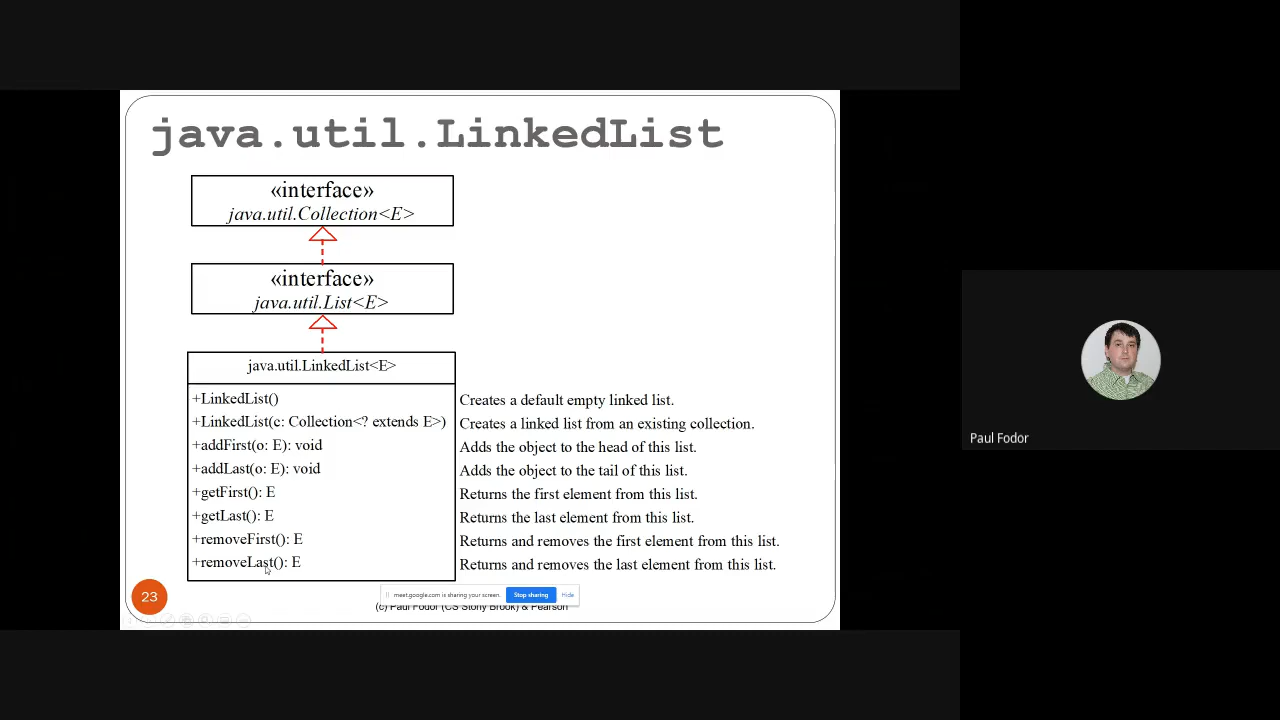 java.util.LinkedList
«interface»
java.util.Collection<E>
«interface»
java.util.List<E>
java.util.LinkedList<E>
+LinkedList() Creates a default empty linked list.
+LinkedList(c: Collection<? extends E>) Creates a linked list from an existing collection.
+addFirst(o: E): void Adds the object to the head of this list.
+addLast(o: E): void Adds the object to the tail of this list.
+getFirst(): E Returns the first element from this list.
+getLast(): E Returns the last element from this list.
+removeFirst(): E Returns and removes the first element from this list.
+removeLast(): E Returns and removes the last element from this list.
23
meet.google.com is sharing your screen. Stop sharing Hide
(c) Paul Fodor (CS Stony Brook) & Pearson
Paul Fodor